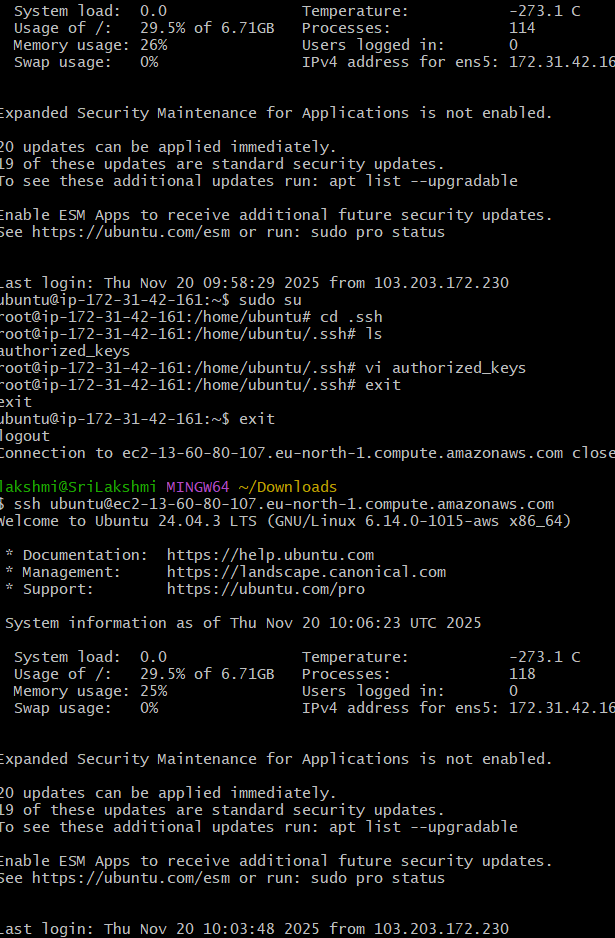 System load:  0.0                Temperature:           -273.1 C
Usage of /:   29.5% of 6.71GB   Processes:             114
Memory usage: 26%               Users logged in:       0
Swap usage:   0%                IPv4 address for ens5: 172.31.42.16
Expanded Security Maintenance for Applications is not enabled.
20 updates can be applied immediately.
19 of these updates are standard security updates.
To see these additional updates run: apt list --upgradable
Enable ESM Apps to receive additional future security updates.
See https://ubuntu.com/esm or run: sudo pro status
Last login: Thu Nov 20 09:58:29 2025 from 103.203.172.230
ubuntu@ip-172-31-42-161:~$ sudo su
root@ip-172-31-42-161:/home/ubuntu# cd .ssh
root@ip-172-31-42-161:/home/ubuntu/.ssh# ls
authorized_keys
root@ip-172-31-42-161:/home/ubuntu/.ssh# vi authorized_keys
root@ip-172-31-42-161:/home/ubuntu/.ssh# exit
exit
ubuntu@ip-172-31-42-161:~$ exit
logout
Connection to ec2-13-60-80-107.eu-north-1.compute.amazonaws.com close
lakshmi@SriLakshmi MINGW64 ~/Downloads
$ ssh ubuntu@ec2-13-60-80-107.eu-north-1.compute.amazonaws.com
Welcome to Ubuntu 24.04.3 LTS (GNU/Linux 6.14.0-1015-aws x86_64)
* Documentation:  https://help.ubuntu.com
* Management:     https://landscape.canonical.com
* Support:        https://ubuntu.com/pro
System information as of Thu Nov 20 10:06:23 UTC 2025
System load:  0.0                Temperature:           -273.1 C
Usage of /:   29.5% of 6.71GB   Processes:             118
Memory usage: 25%               Users logged in:       0
Swap usage:   0%                IPv4 address for ens5: 172.31.42.16
Expanded Security Maintenance for Applications is not enabled.
20 updates can be applied immediately.
19 of these updates are standard security updates.
To see these additional updates run: apt list --upgradable
Enable ESM Apps to receive additional future security updates.
See https://ubuntu.com/esm or run: sudo pro status
Last login: Thu Nov 20 10:03:48 2025 from 103.203.172.230